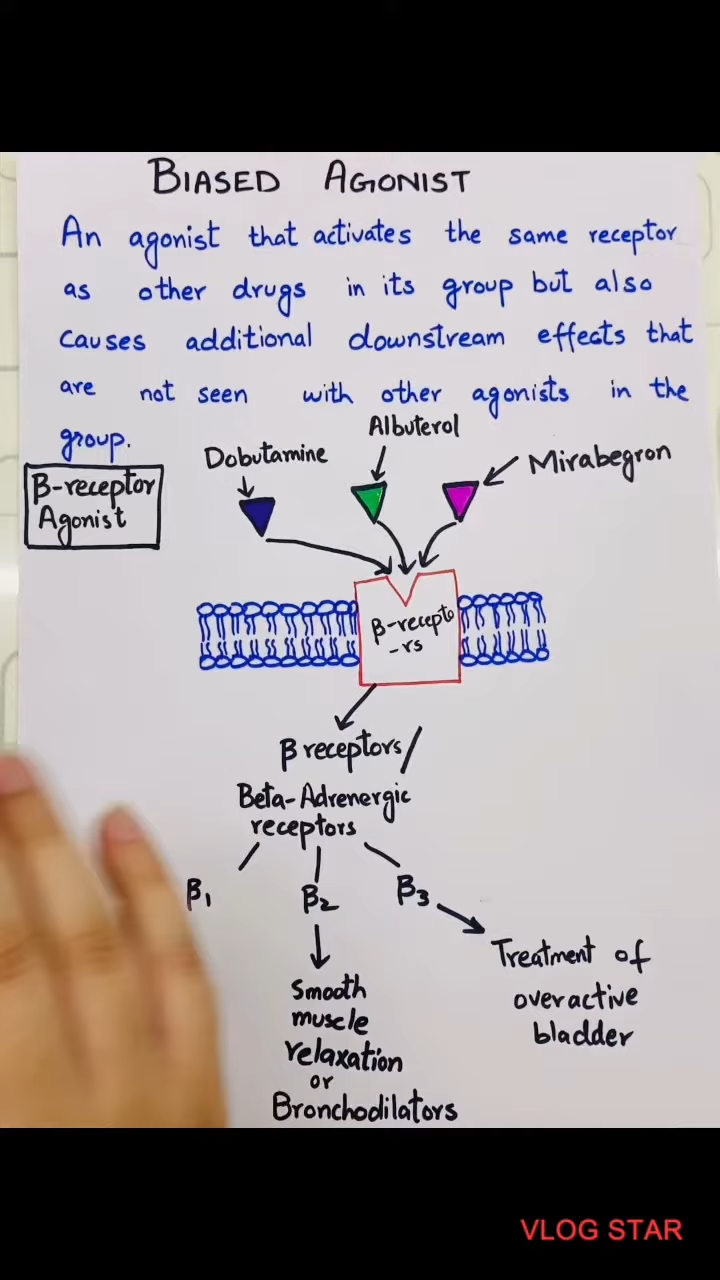 BIASED AGONIST
An agonist that activates the same receptor
as other drugs in its group but also
causes additional downstream effects that
are not seen with other agonists in the
group.
Albuterol
Dobutamine
Mirabegron
β-receptor
Agonist
β-recepto
-rs
β receptors/
Beta-Adrenergic
receptors
β1
β2
β3
Treatment of
overactive
bladder
Smooth
muscle
relaxation
or
Bronchodilators
VLOG STAR